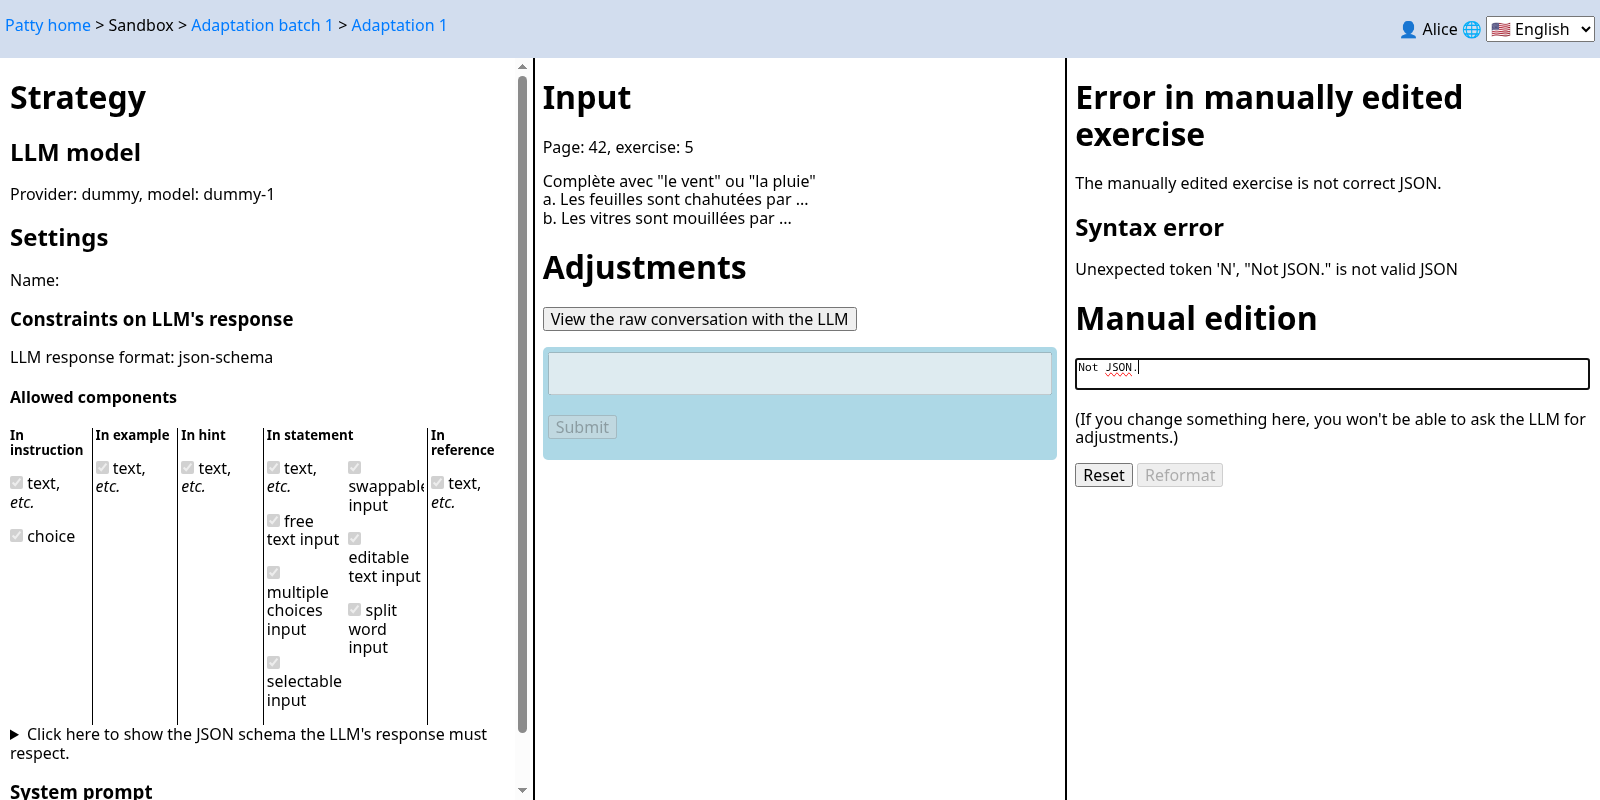 Patty home > Sandbox > Adaptation batch 1 > Adaptation 1
👤 Alice 🌐 🇺🇸 English
Strategy
LLM model
Provider: dummy, model: dummy-1
Settings
Name:
Constraints on LLM's response
LLM response format: json-schema
Allowed components
In
instruction
text,
etc.
choice
In example
text,
etc.
In hint
text,
etc.
In statement
text,
etc.
free
text input
multiple
choices
input
selectable
input
swappable
input
editable
text input
split
word
input
In
reference
text,
etc.
Click here to show the JSON schema the LLM's response must
respect.
System prompt
Input
Page: 42, exercise: 5
Complète avec "le vent" ou "la pluie"
a. Les feuilles sont chahutées par ...
b. Les vitres sont mouillées par ...
Adjustments
View the raw conversation with the LLM
Submit
Error in manually edited
exercise
The manually edited exercise is not correct JSON.
Syntax error
Unexpected token 'N', "Not JSON." is not valid JSON
Manual edition
Not JSON.
(If you change something here, you won't be able to ask the LLM for
adjustments.)
Reset Reformat